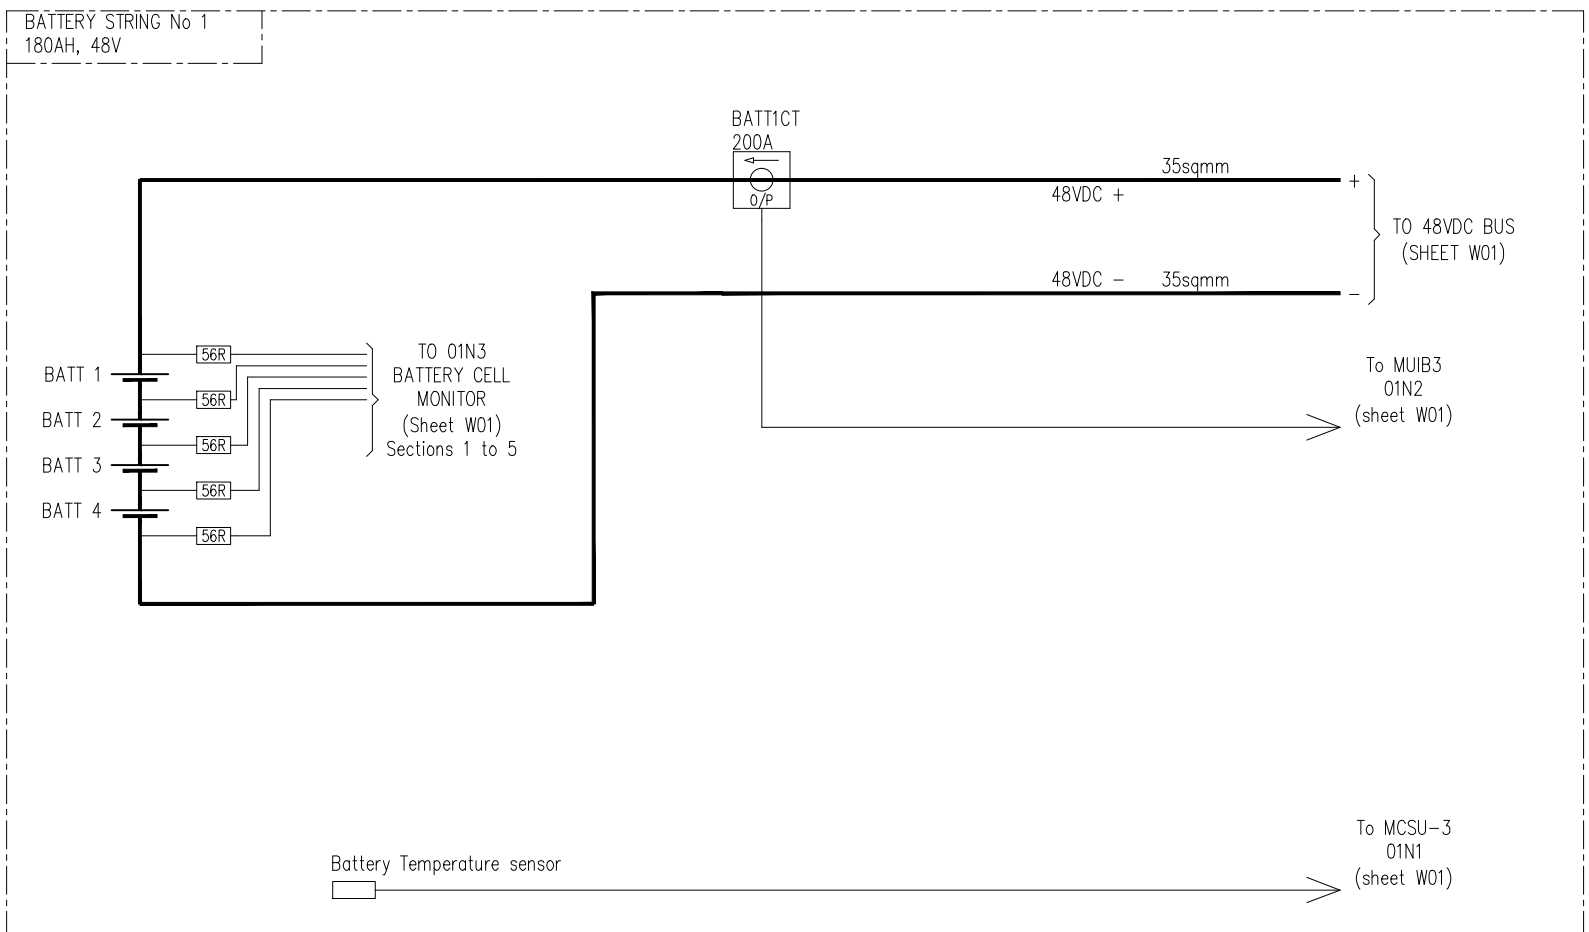 BATTERY STRING No 1
180AH, 48V
BATT1CT
200A
O/P
35sqmm
48VDC +
+
TO 48VDC BUS
(SHEET W01)
48VDC -    35sqmm
-
BATT 1
BATT 2
BATT 3
BATT 4
56R
56R
56R
56R
56R
TO 01N3
BATTERY CELL
MONITOR
(Sheet W01)
Sections 1 to 5
To MUIB3
01N2
(sheet W01)
Battery Temperature sensor
To MCSU-3
01N1
(sheet W01)